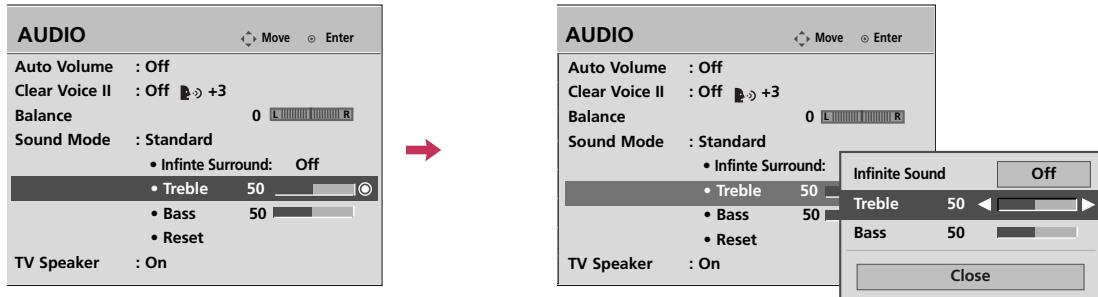 AUDIO
Move Enter
Auto Volume : Off
Clear Voice II : Off +3
Balance 0 L R
Sound Mode : Standard
• Infinte Surround: Off
• Treble 50
• Bass 50
• Reset
TV Speaker : On
AUDIO
Move Enter
Auto Volume : Off
Clear Voice II : Off +3
Balance 0 L R
Sound Mode : Standard
• Infinte Surround:
• Treble 50
• Bass 50
• Reset
TV Speaker : On
Infinite Sound Off
Treble 50
Bass 50
Close